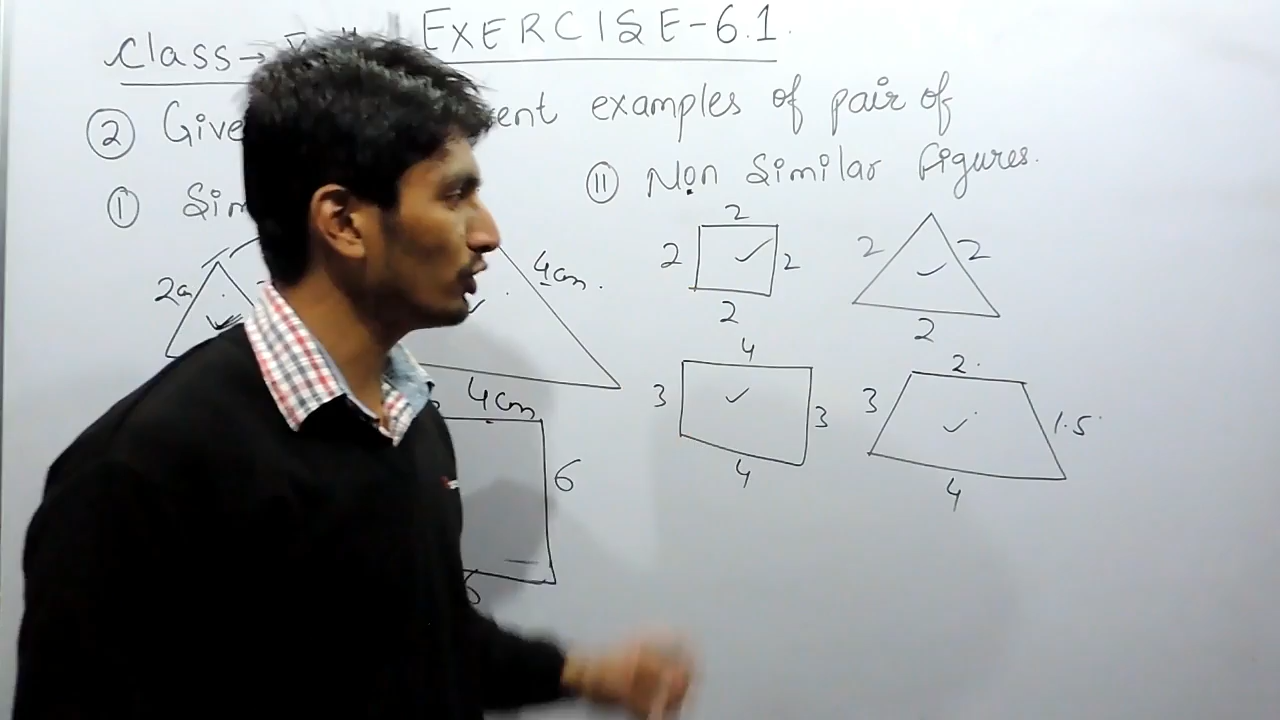 Class → EXERCISE-6.1.
② Give ent examples of pair of
① Sim
⑪ Non Similar figures.
4cm.
2 2 2 2
2 2 2
4cm
6
4 3 3 4
2. 3 1.5 4